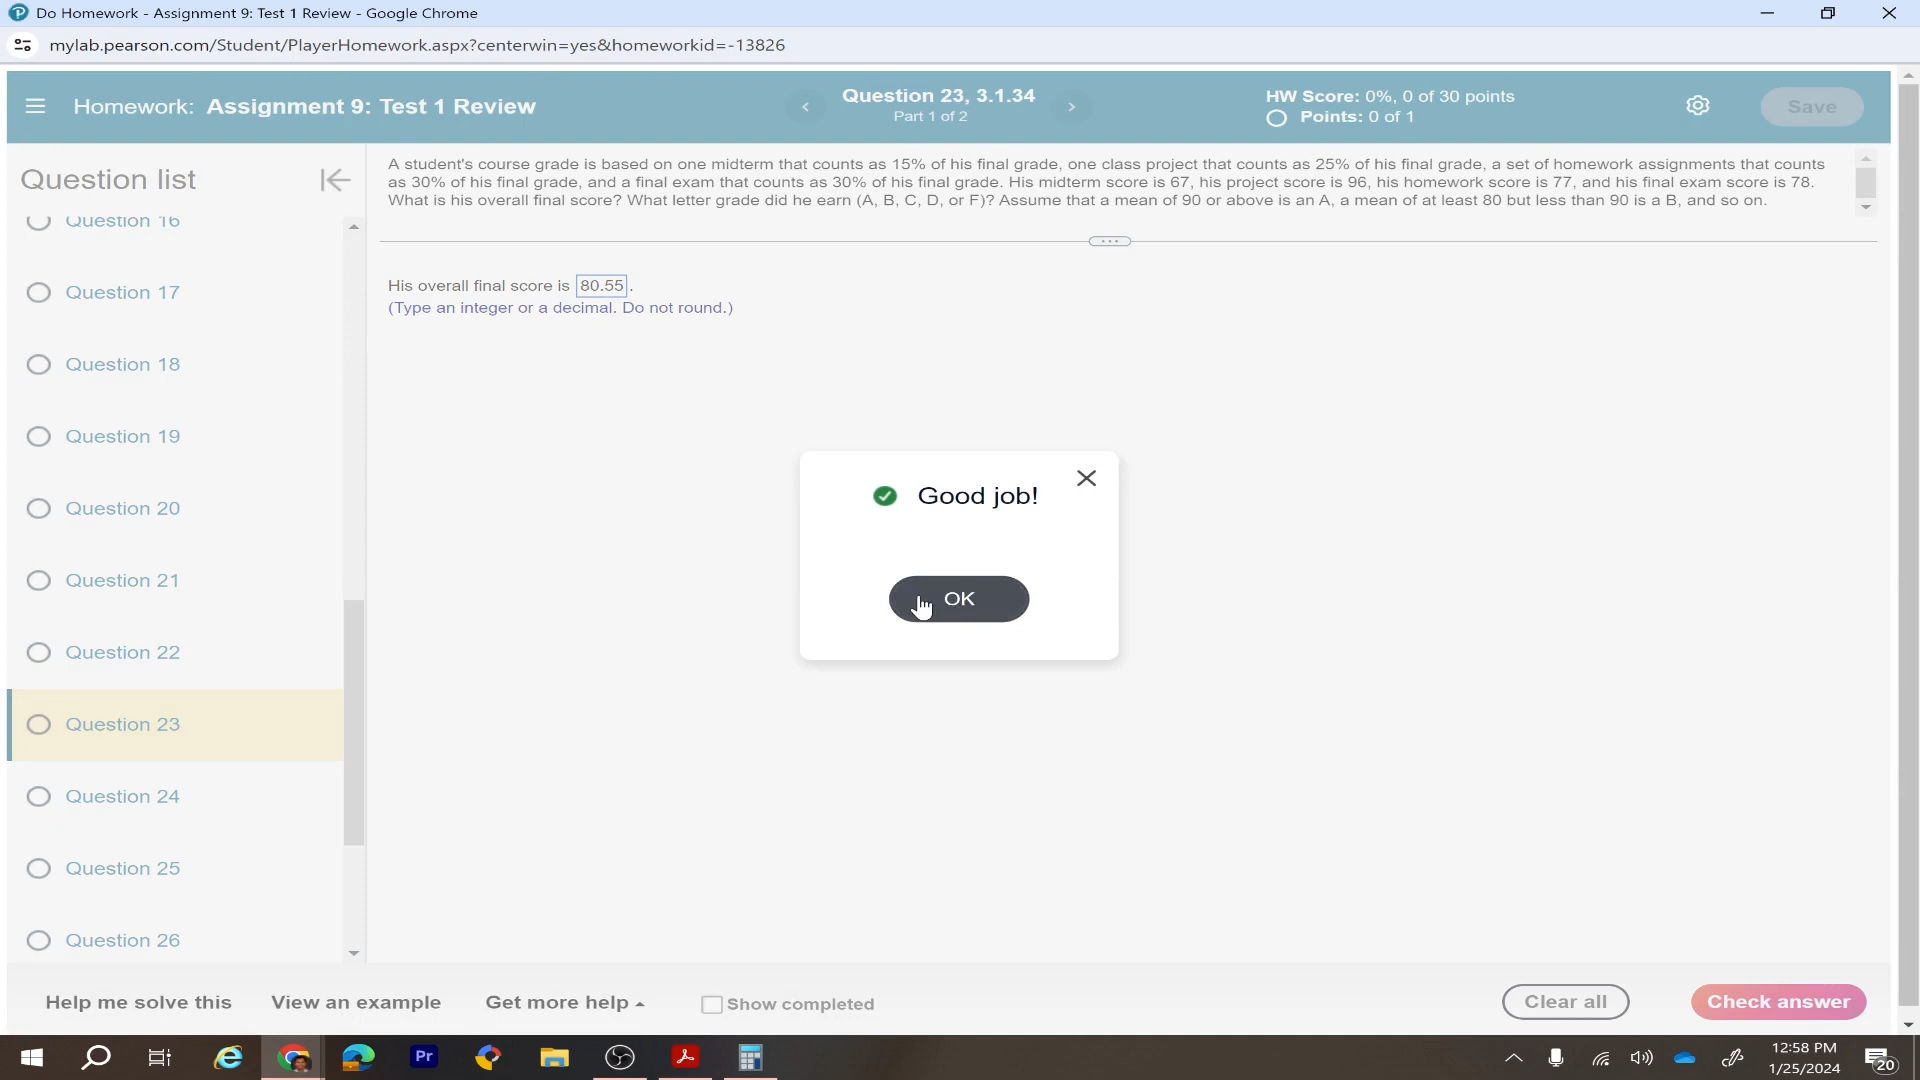 Do Homework - Assignment 9: Test 1 Review - Google Chrome
mylab.pearson.com/Student/PlayerHomework.aspx?centerwin=yes&homeworkid=-13826
Homework: Assignment 9: Test 1 Review
Question 23, 3.1.34
Part 1 of 2
HW Score: 0%, 0 of 30 points
Points: 0 of 1
Save
Question list
Question 16
Question 17
Question 18
Question 19
Question 20
Question 21
Question 22
Question 23
Question 24
Question 25
Question 26
A student's course grade is based on one midterm that counts as 15% of his final grade, one class project that counts as 25% of his final grade, a set of homework assignments that counts
as 30% of his final grade, and a final exam that counts as 30% of his final grade. His midterm score is 67, his project score is 96, his homework score is 77, and his final exam score is 78.
What is his overall final score? What letter grade did he earn (A, B, C, D, or F)? Assume that a mean of 90 or above is an A, a mean of at least 80 but less than 90 is a B, and so on.
His overall final score is 80.55.
(Type an integer or a decimal. Do not round.)
Good job!
OK
Help me solve this
View an example
Get more help
Show completed
Clear all
Check answer
Pr
12:58 PM
1/25/2024
20